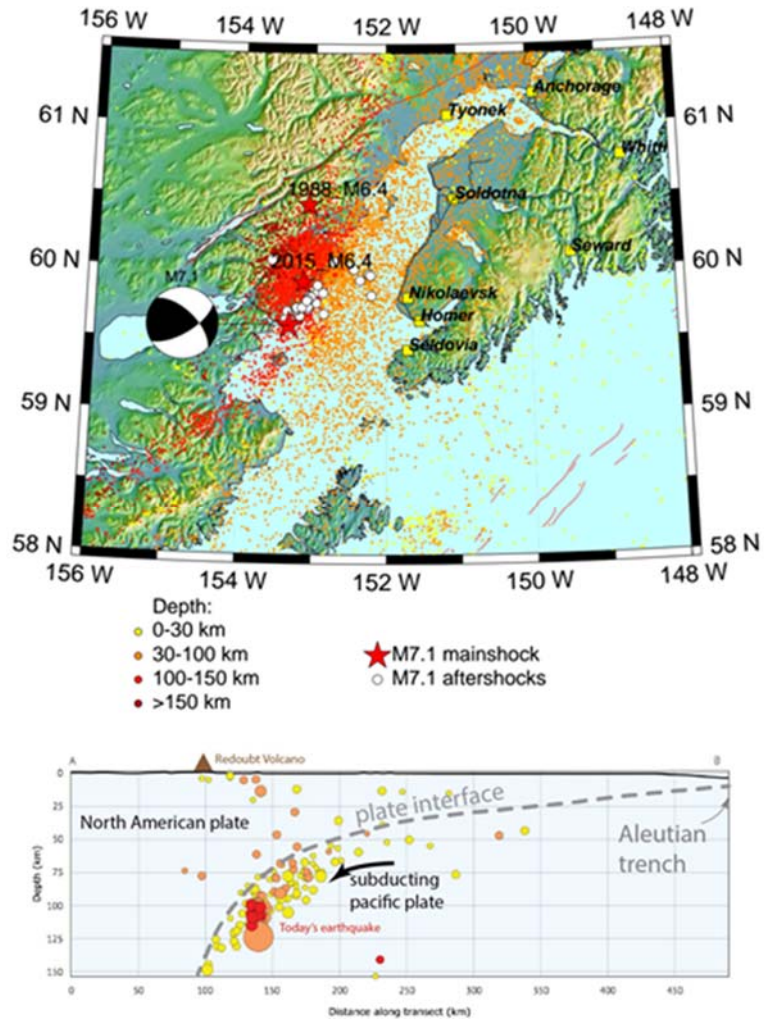 156 W 154 W 152 W 150 W 148 W
61 N 61 N
Anchorage
Tyonek
Whitti
1988_M6.4
Soldotna
60 N 60 N
Seward
2015_M6.4
M7.1
Nikolaevsk
Homer
Seldovia
59 N 59 N
58 N 58 N
156 W 154 W 152 W 150 W 148 W
Depth:
0-30 km
30-100 km
100-150 km
>150 km
M7.1 mainshock
M7.1 aftershocks
A Redoubt Volcano B
0
25
50
75
100
125
150
Depth (km)
North American plate
plate interface
Aleutian
trench
subducting
pacific plate
Today's earthquake
0 50 100 150 200 250 300 350 400 450
Distance along transect (km)